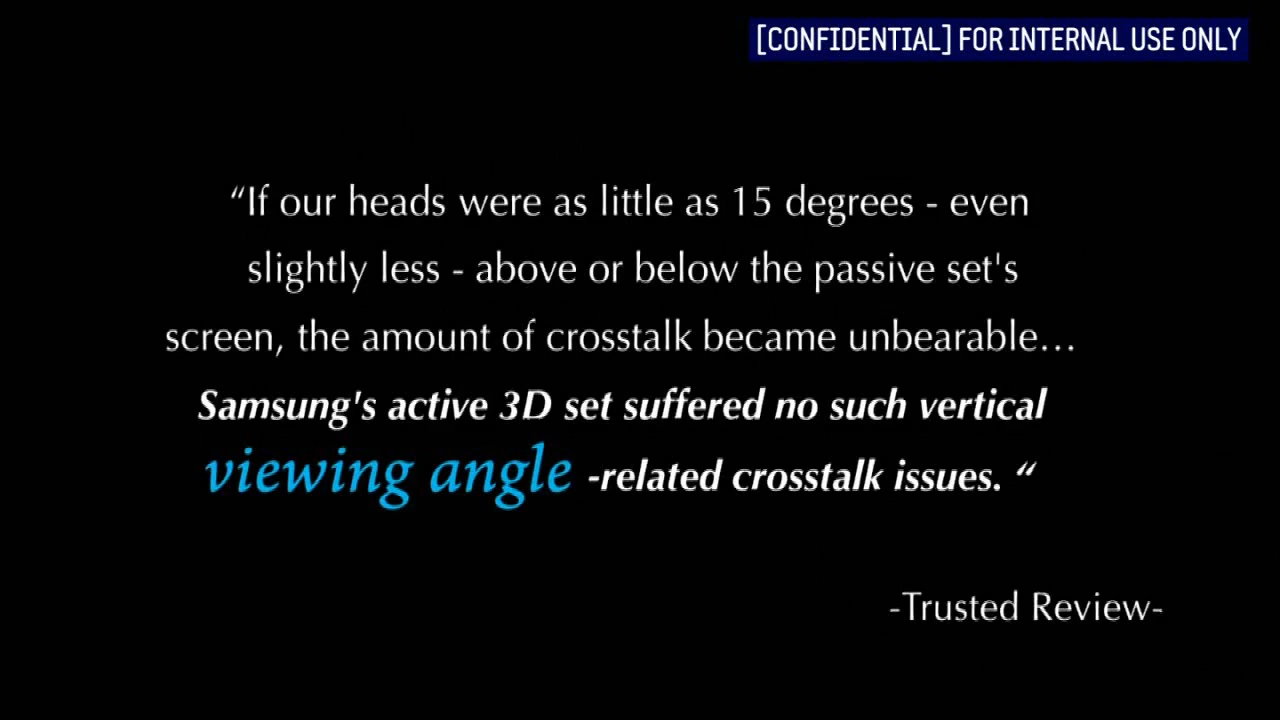 [CONFIDENTIAL] FOR INTERNAL USE ONLY
“If our heads were as little as 15 degrees - even
slightly less - above or below the passive set's
screen, the amount of crosstalk became unbearable…
Samsung's active 3D set suffered no such vertical
viewing angle -related crosstalk issues. “
-Trusted Review-